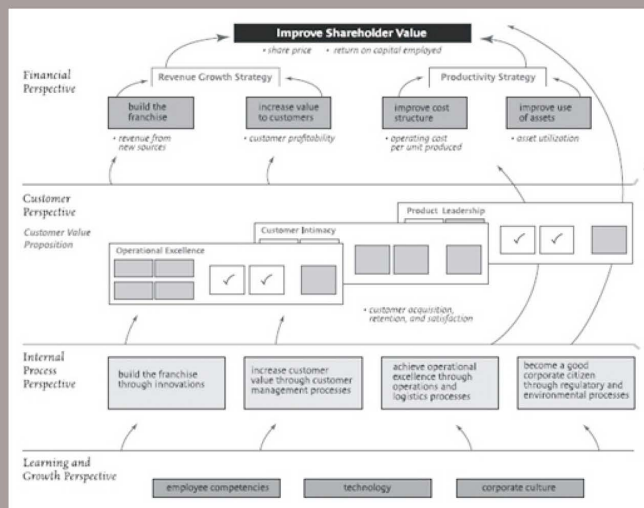 Improve Shareholder Value
• share price • return on capital employed
Financial
Perspective
Revenue Growth Strategy
Productivity Strategy
build the
franchise
increase value
to customers
improve cost
structure
improve use
of assets
• revenue from
new sources
• customer profitability
• operating cost
per unit produced
• asset utilization
Customer
Perspective
Customer Value
Proposition
Product Leadership
Customer Intimacy
Operational Excellence
• customer acquisition,
retention, and satisfaction
Internal
Process
Perspective
build the franchise
through innovations
increase customer
value through customer
management processes
achieve operational
excellence through
operations and
logistics processes
become a good
corporate citizen
through regulatory and
environmental processes
Learning and
Growth Perspective
employee competencies
technology
corporate culture